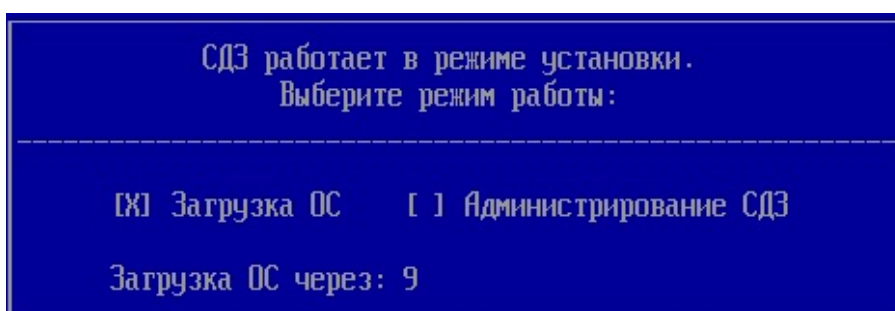 СДЗ работает в режиме установки.
Выберите режим работы:
[X] Загрузка ОС [ ] Администрирование СДЗ
Загрузка ОС через: 9